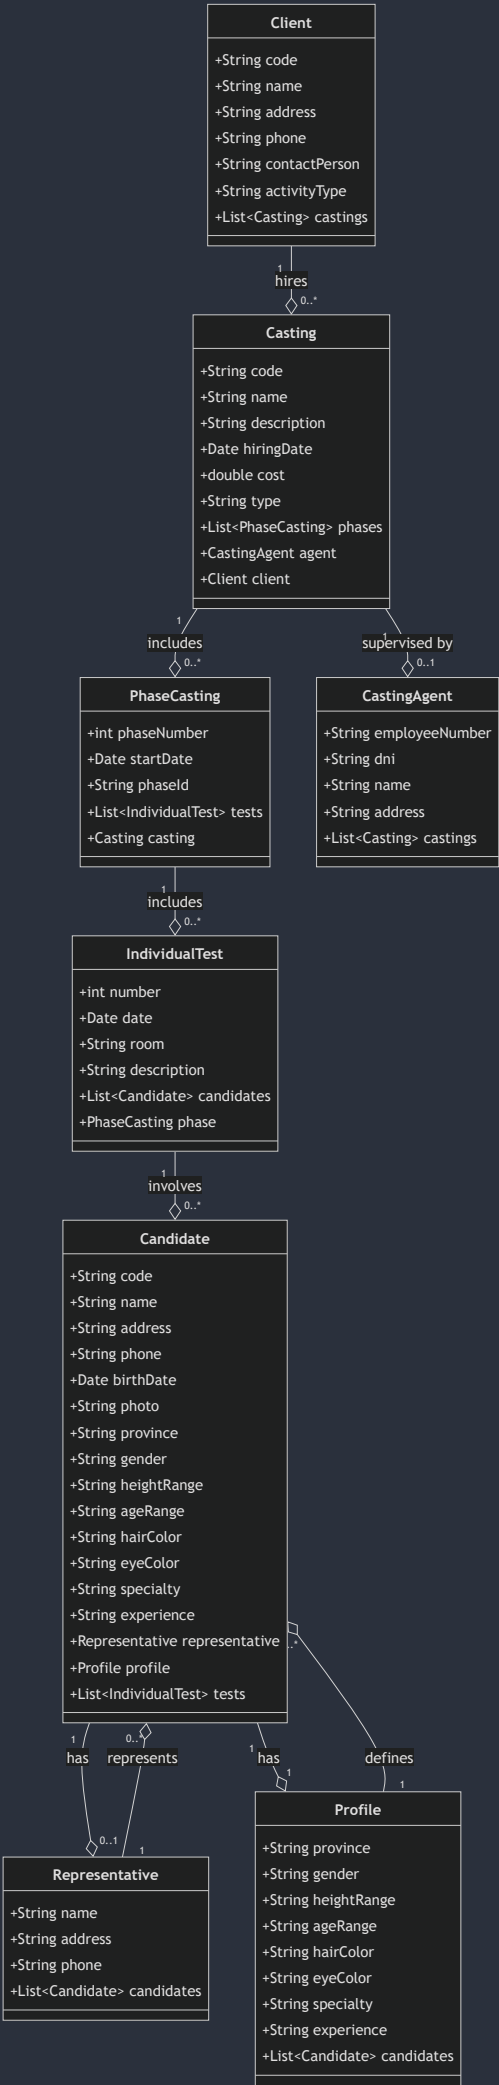 Client
+String code
+String name
+String address
+String phone
+String contactPerson
+String activityType
+List<Casting> castings
1
hires
0..*
Casting
+String code
+String name
+String description
+Date hiringDate
+double cost
+String type
+List<PhaseCasting> phases
+CastingAgent agent
+Client client
1
includes
0..*
1
supervised by
0..1
PhaseCasting
+int phaseNumber
+Date startDate
+String phaseId
+List<IndividualTest> tests
+Casting casting
CastingAgent
+String employeeNumber
+String dni
+String name
+String address
+List<Casting> castings
1
includes
0..*
IndividualTest
+int number
+Date date
+String room
+String description
+List<Candidate> candidates
+PhaseCasting phase
1
involves
0..*
Candidate
+String code
+String name
+String address
+String phone
+Date birthDate
+String photo
+String province
+String gender
+String heightRange
+String ageRange
+String hairColor
+String eyeColor
+String specialty
+String experience
+Representative representative
+Profile profile
+List<IndividualTest> tests
..*
1
has
0..1
0..*
represents
1
1
has
1
defines
1
Representative
+String name
+String address
+String phone
+List<Candidate> candidates
Profile
+String province
+String gender
+String heightRange
+String ageRange
+String hairColor
+String eyeColor
+String specialty
+String experience
+List<Candidate> candidates